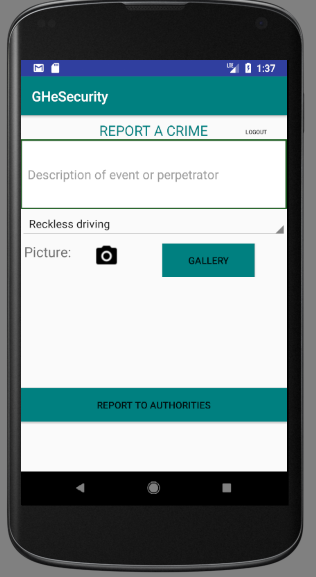 LTE 1:37
GHeSecurity
REPORT A CRIME LOGOUT
Description of event or perpetrator
Reckless driving
Picture: GALLERY
REPORT TO AUTHORITIES